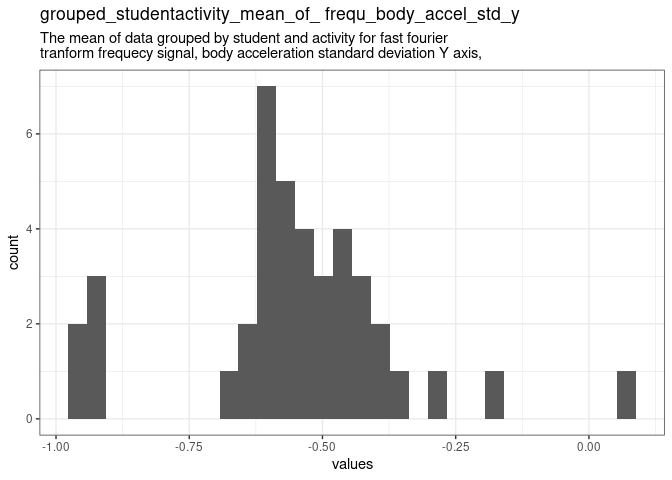 grouped_studentactivity_mean_of_ frequ_body_accel_std_y
The mean of data grouped by student and activity for fast fourier
tranform frequecy signal, body acceleration standard deviation Y axis,
6
4
2
0
count
-1.00 -0.75 -0.50 -0.25 0.00
values